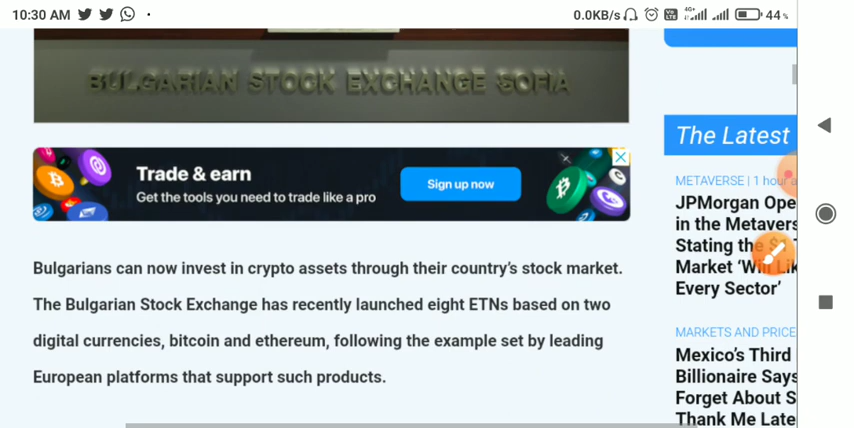 10:30 AM
0.0KB/s
4G+
44%
BULGARIAN STOCK EXCHANGE SOFIA
Trade & earn
Get the tools you need to trade like a pro
Sign up now
Bulgarians can now invest in crypto assets through their country's stock market.
The Bulgarian Stock Exchange has recently launched eight ETNs based on two
digital currencies, bitcoin and ethereum, following the example set by leading
European platforms that support such products.
The Latest
METAVERSE | 1 hour a
JPMorgan Ope
in the Metavers
Stating the $
Market 'Will Lik
Every Sector'
MARKETS AND PRICE
Mexico's Third
Billionaire Says
Forget About S
Thank Me Late